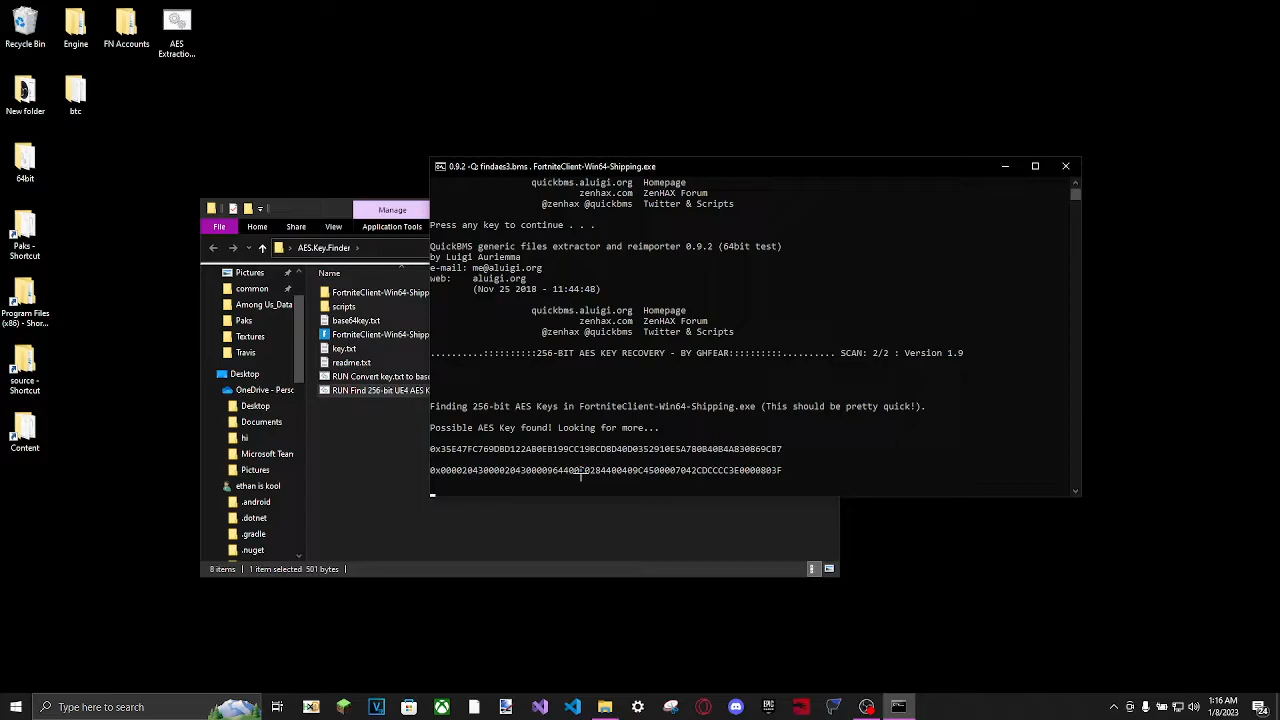 Recycle Bin
Engine
FN Accounts
AES
Extractio...
New folder
btc
64bit
Paks -
Shortcut
Program Files
(x86) - Shor...
source -
Shortcut
Content
Manage
File
Home
Share
View
Application Tools
AES.Key.Finder
Pictures
common
Among Us_Data
Paks
Textures
Travis
Desktop
OneDrive - Perso
Desktop
Documents
hi
Microsoft Team
Pictures
ethan is kool
.android
.dotnet
.gradle
.nuget
Name
FortniteClient-Win64-Shipp
scripts
base64key.txt
FortniteClient-Win64-Shipp
key.txt
readme.txt
RUN Convert key.txt to base
RUN Find 256-bit UE4 AES K
8 items
1 item selected
501 bytes
0.9.2 -Q: findaes3.bms . FortniteClient-Win64-Shipping.exe
quickbms.aluigi.org Homepage
zenhax.com ZenHAX Forum
@zenhax @quickbms Twitter & Scripts
Press any key to continue . . .
QuickBMS generic files extractor and reimporter 0.9.2 (64bit test)
by Luigi Auriemma
e-mail: me@aluigi.org
web: aluigi.org
(Nov 25 2018 - 11:44:48)
quickbms.aluigi.org Homepage
zenhax.com ZenHAX Forum
@zenhax @quickbms Twitter & Scripts
..........::::::::::256-BIT AES KEY RECOVERY - BY GHFEAR::::::::::.......... SCAN: 2/2 : Version 1.9
Finding 256-bit AES Keys in FortniteClient-Win64-Shipping.exe (This should be pretty quick!).
Possible AES Key found! Looking for more...
Type here to search
1:16 AM
1/8/2023